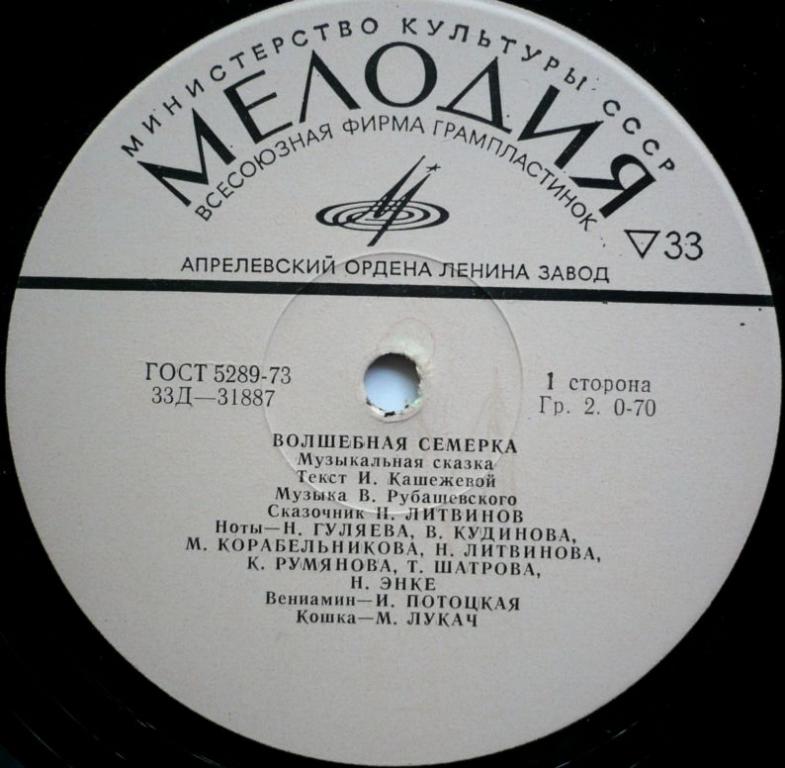 МИНИСТЕРСТВО КУЛЬТУРЫ СССР
МЕЛОДИЯ
ВСЕСОЮЗНАЯ ФИРМА ГРАМПЛАСТИНОК
33
АПРЕЛЕВСКИЙ ОРДЕНА ЛЕНИНА ЗАВОД
ГОСТ 5289-73
33Д—31887
1 сторона
Гр. 2. 0-70
ВОЛШЕБНАЯ СЕМЕРКА
Музыкальная сказка
Текст И. Кашежевой
Музыка В. Рубашевского
Сказочник Н. ЛИТВИНОВ
Ноты—Н. ГУЛЯЕВА, В. КУДИНОВА,
М. КОРАБЕЛЬНИКОВА, Н. ЛИТВИНОВА,
К. РУМЯНОВА, Т. ШАТРОВА,
Н. ЭНКЕ
Вениамин—И. ПОТОЦКАЯ
Кошка—М. ЛУКАЧ